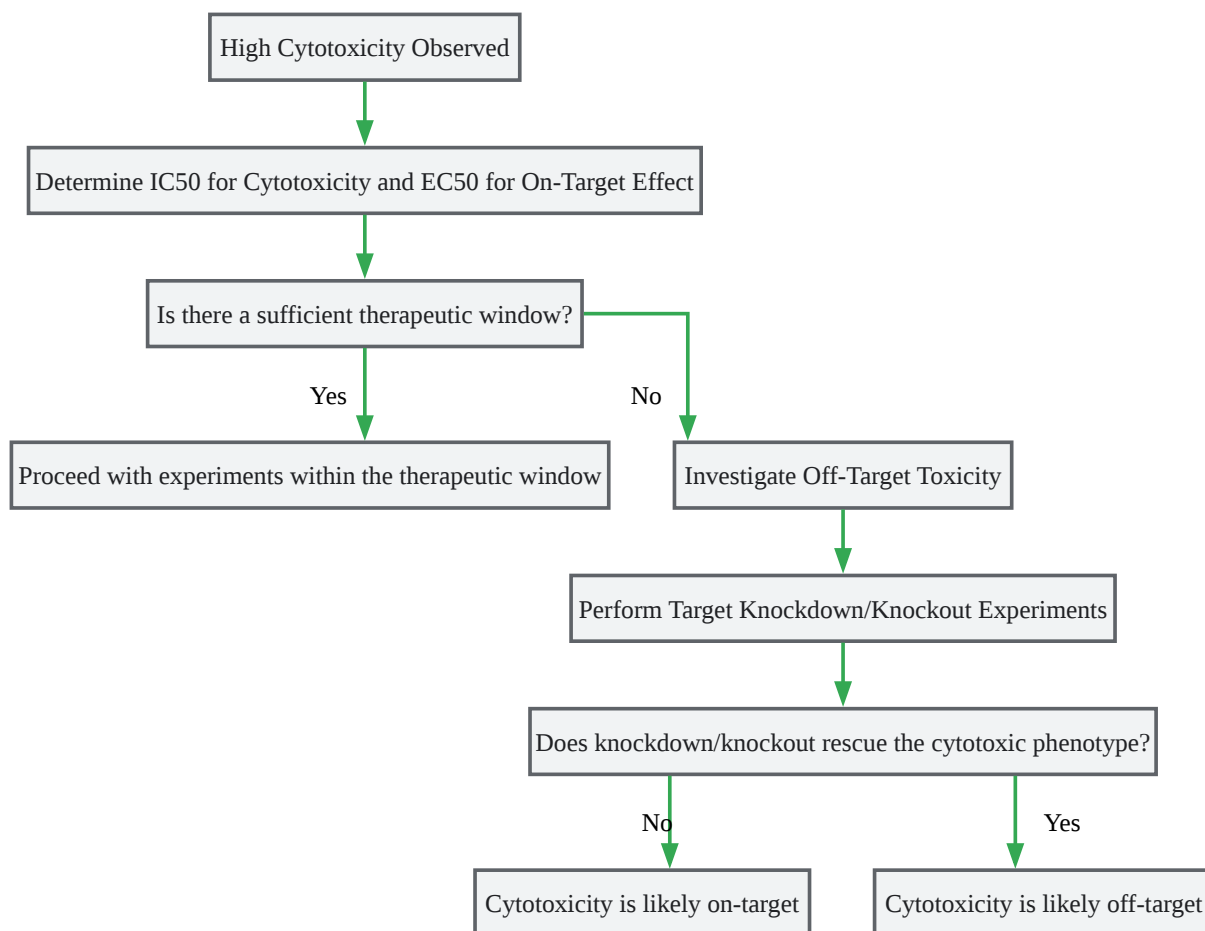 High Cytotoxicity Observed
Determine IC50 for Cytotoxicity and EC50 for On-Target Effect
Is there a sufficient therapeutic window?
Yes
No
Proceed with experiments within the therapeutic window
Investigate Off-Target Toxicity
Perform Target Knockdown/Knockout Experiments
Does knockdown/knockout rescue the cytotoxic phenotype?
No
Yes
Cytotoxicity is likely on-target
Cytotoxicity is likely off-target